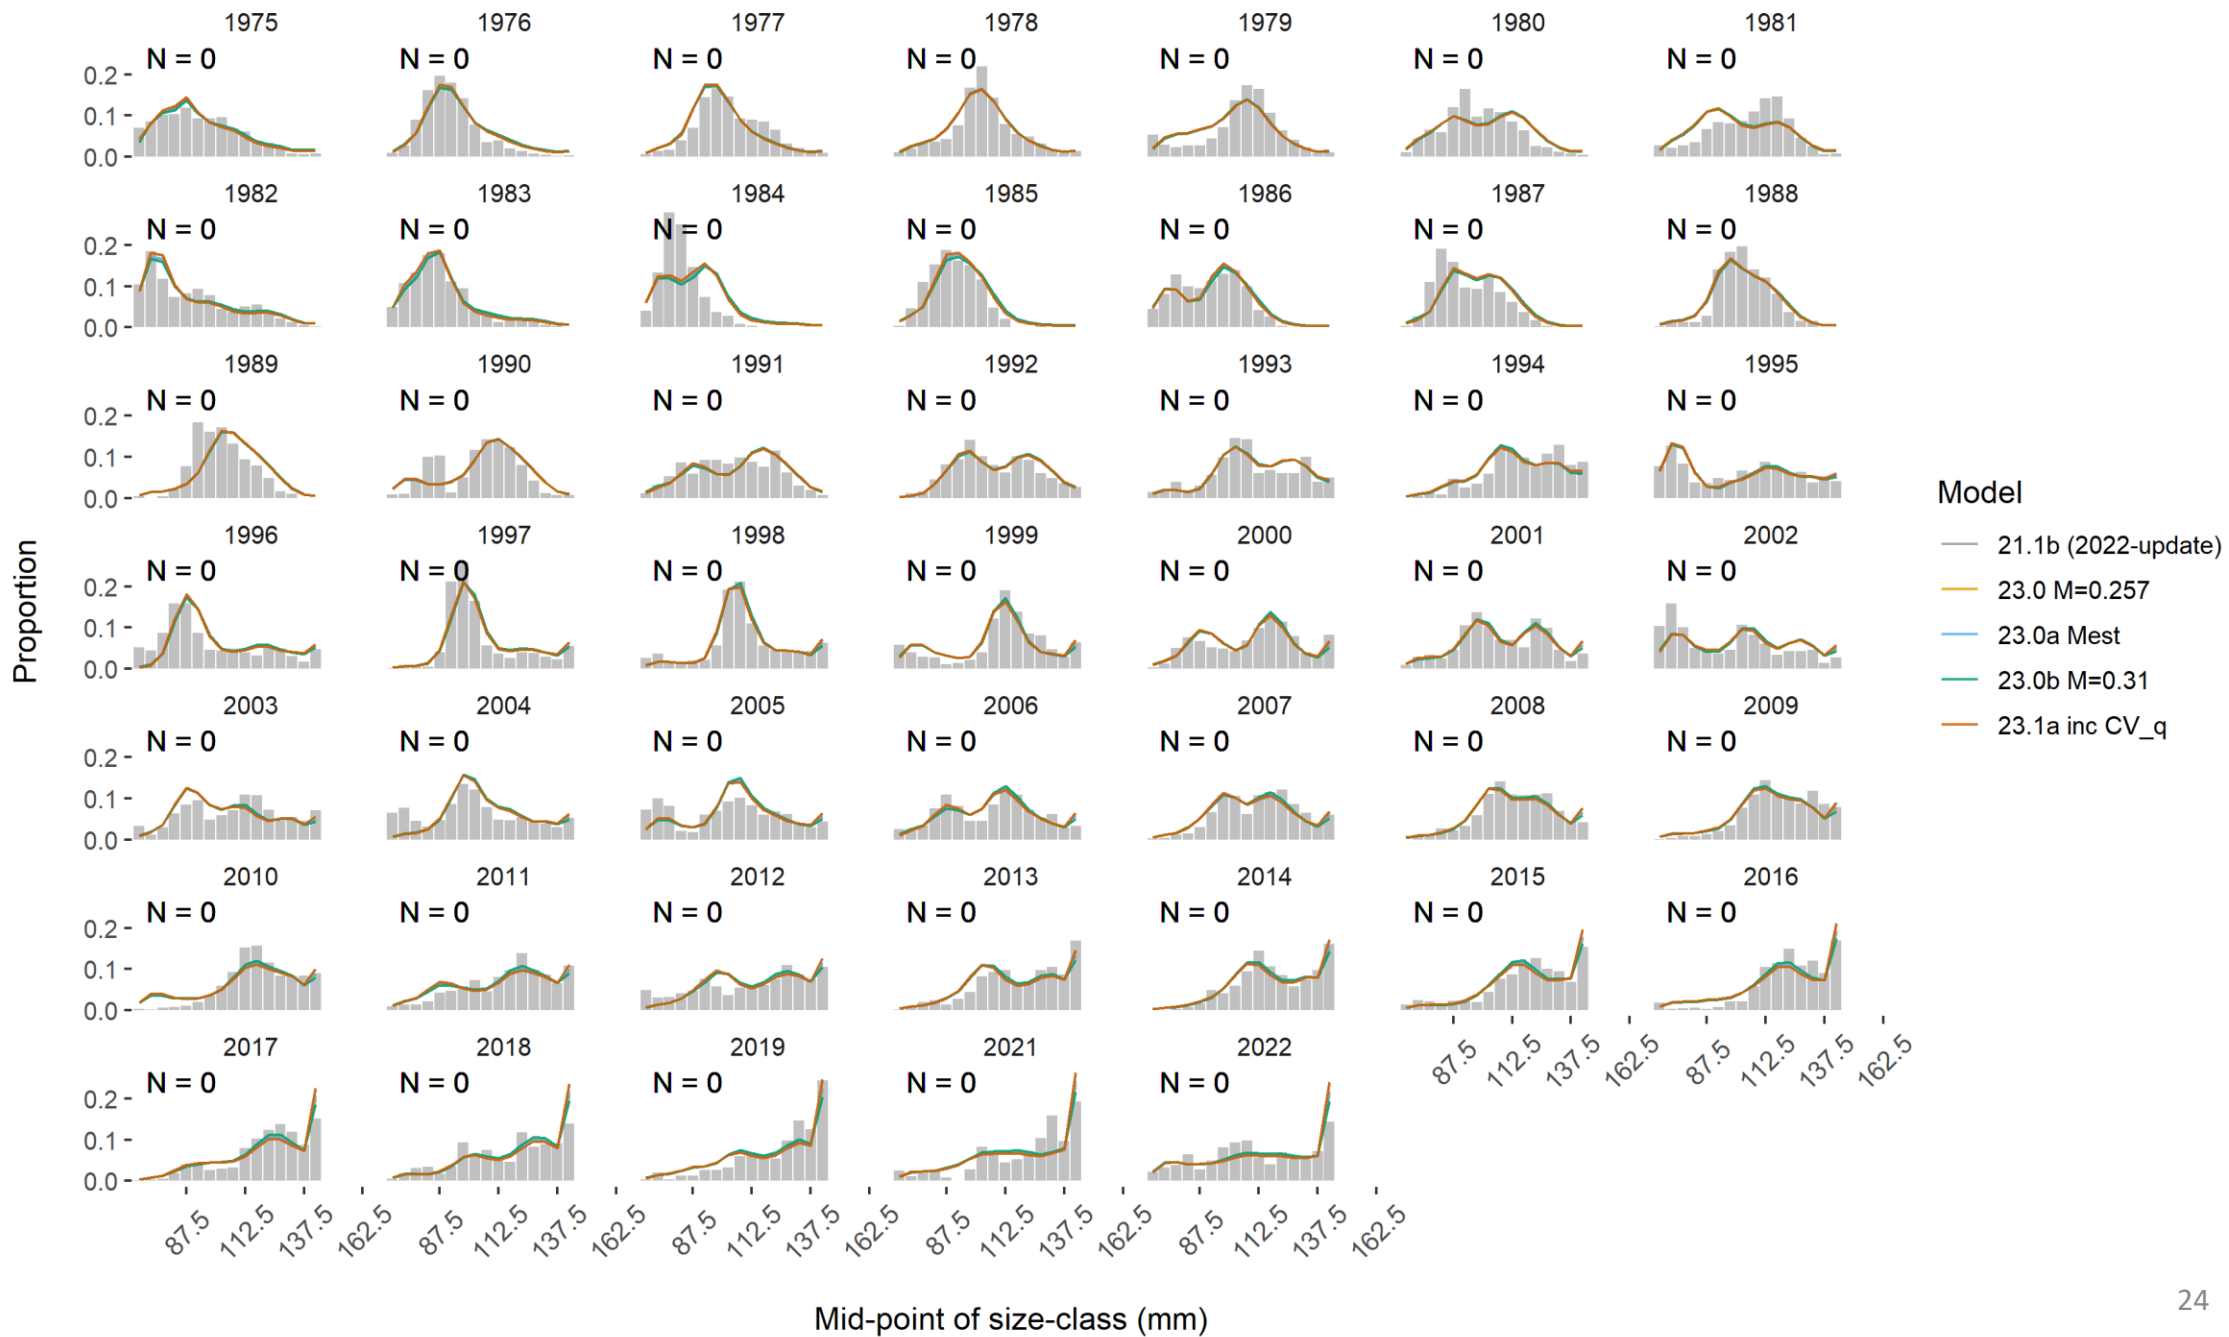 1975 1976 1977 1978 1979 1980 1981
N = 0 N = 0 N = 0 N = 0 N = 0 N = 0 N = 0
0.2
0.1
0.0
1982 1983 1984 1985 1986 1987 1988
N = 0 N = 0 N = 0 N = 0 N = 0 N = 0 N = 0
0.2
0.1
0.0
1989 1990 1991 1992 1993 1994 1995
N = 0 N = 0 N = 0 N = 0 N = 0 N = 0 N = 0
0.2
0.1
0.0
1996 1997 1998 1999 2000 2001 2002
N = 0 N = 0 N = 0 N = 0 N = 0 N = 0 N = 0
0.2
0.1
0.0
2003 2004 2005 2006 2007 2008 2009
N = 0 N = 0 N = 0 N = 0 N = 0 N = 0 N = 0
0.2
0.1
0.0
2010 2011 2012 2013 2014 2015 2016
N = 0 N = 0 N = 0 N = 0 N = 0 N = 0 N = 0
0.2
0.1
0.0
87.5 112.5 137.5 162.5 87.5 112.5 137.5 162.5
2017 2018 2019 2021 2022
N = 0 N = 0 N = 0 N = 0 N = 0
0.2
0.1
0.0
87.5 112.5 137.5 162.5 87.5 112.5 137.5 162.5 87.5 112.5 137.5 162.5 87.5 112.5 137.5 162.5 87.5 112.5 137.5 162.5
Proportion
Mid-point of size-class (mm)
Model
21.1b (2022-update)
23.0 M=0.257
23.0a Mest
23.0b M=0.31
23.1a inc CV_q
24